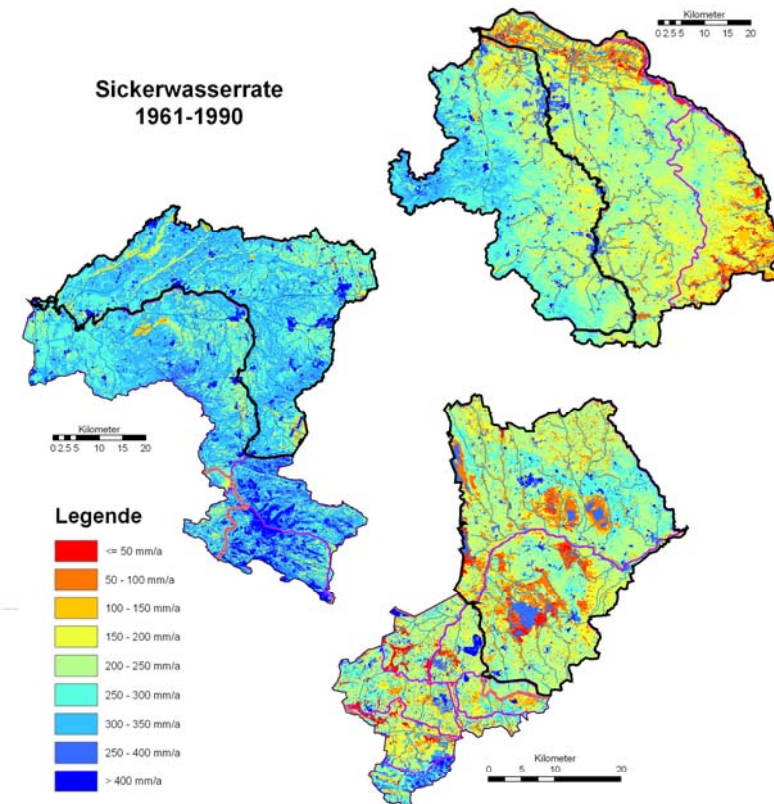 Sickerwasserrate
1961-1990
Kilometer
0 2,5 5 10 15 20
Kilometer
0 2,5 5 10 15 20
Legende
<= 50 mm/a
50 - 100 mm/a
100 - 150 mm/a
150 - 200 mm/a
200 - 250 mm/a
250 - 300 mm/a
300 - 350 mm/a
250 - 400 mm/a
> 400 mm/a
Kilometer
0 5 10 20